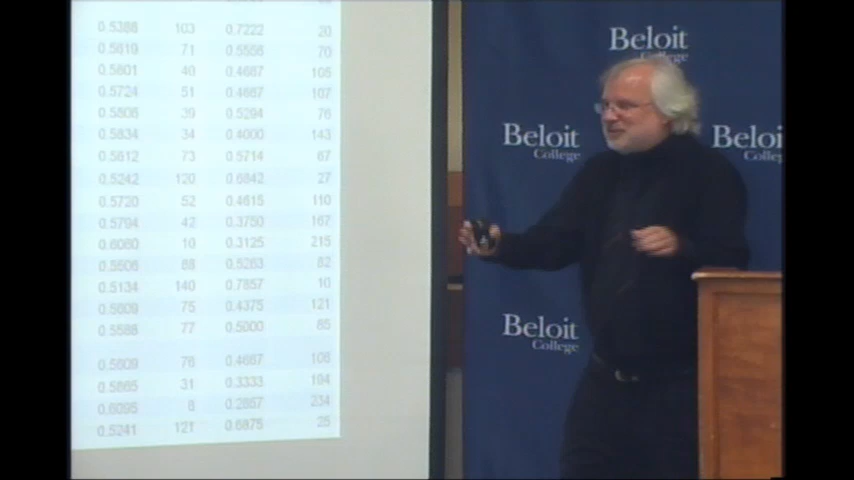 0.5388 103 0.7222 20
0.5819 71 0.5556 70
0.5801 40 0.4667 105
0.5724 51 0.4667 107
0.5806 39 0.5294 76
0.5834 34 0.4000 143
0.5612 73 0.5714 67
0.5242 120 0.6842 27
0.5720 52 0.4615 110
0.5794 42 0.3750 167
0.6060 10 0.3125 215
0.5506 88 0.5263 82
0.5134 140 0.7857 10
0.5609 75 0.4375 121
0.5588 77 0.5000 85
0.5609 76 0.4667 108
0.5865 31 0.3333 194
0.6095 8 0.2857 234
0.5241 121 0.6875 25
Beloit
College
Beloit
College
Beloit
Beloit
College